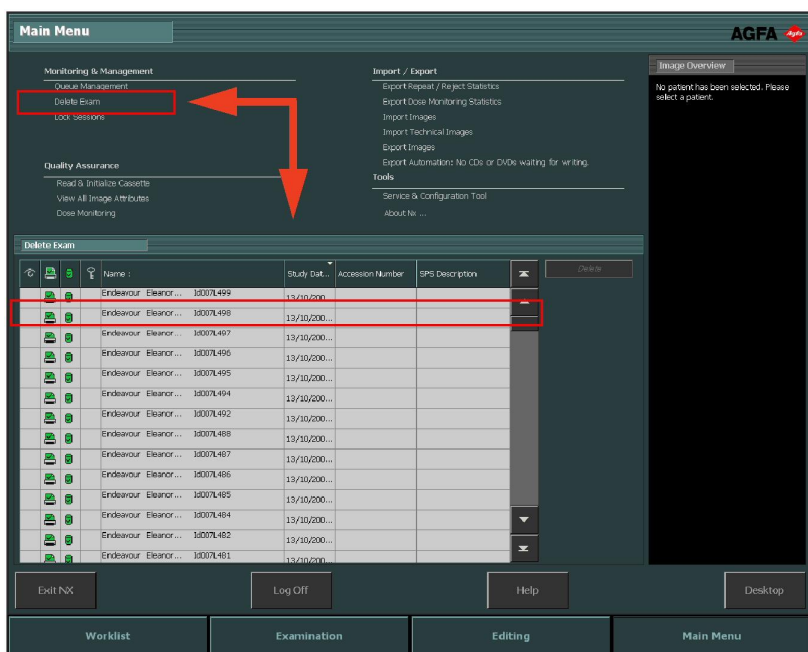 Main Menu
AGFA Agfa
Monitoring & Management
Queue Management
Delete Exam
Lock Sessions
Quality Assurance
Read & Initialize Cassette
View All Image Attributes
Dose Monitoring
Import / Export
Export Repeat / Reject Statistics
Export Dose Monitoring Statistics
Import Images
Import Technical Images
Export Images
Export Automation: No CDs or DVDs waiting for writing.
Tools
Service & Configuration Tool
About Nx ...
Image Overview
No patient has been selected. Please
select a patient.
Delete Exam
Name : Study Dat... Accession Number SPS Description Delete
Endeavour Eleanor... Id007L499 13/10/200...
Endeavour Eleanor... Id007L498 13/10/200...
Endeavour Eleanor... Id007L497 13/10/200...
Endeavour Eleanor... Id007L496 13/10/200...
Endeavour Eleanor... Id007L495 13/10/200...
Endeavour Eleanor... Id007L494 13/10/200...
Endeavour Eleanor... Id007L492 13/10/200...
Endeavour Eleanor... Id007L488 13/10/200...
Endeavour Eleanor... Id007L487 13/10/200...
Endeavour Eleanor... Id007L486 13/10/200...
Endeavour Eleanor... Id007L485 13/10/200...
Endeavour Eleanor... Id007L484 13/10/200...
Endeavour Eleanor... Id007L482 13/10/200...
Endeavour Eleanor... Id007L481 13/10/200...
Exit NX Log Off Help Desktop
Worklist Examination Editing Main Menu